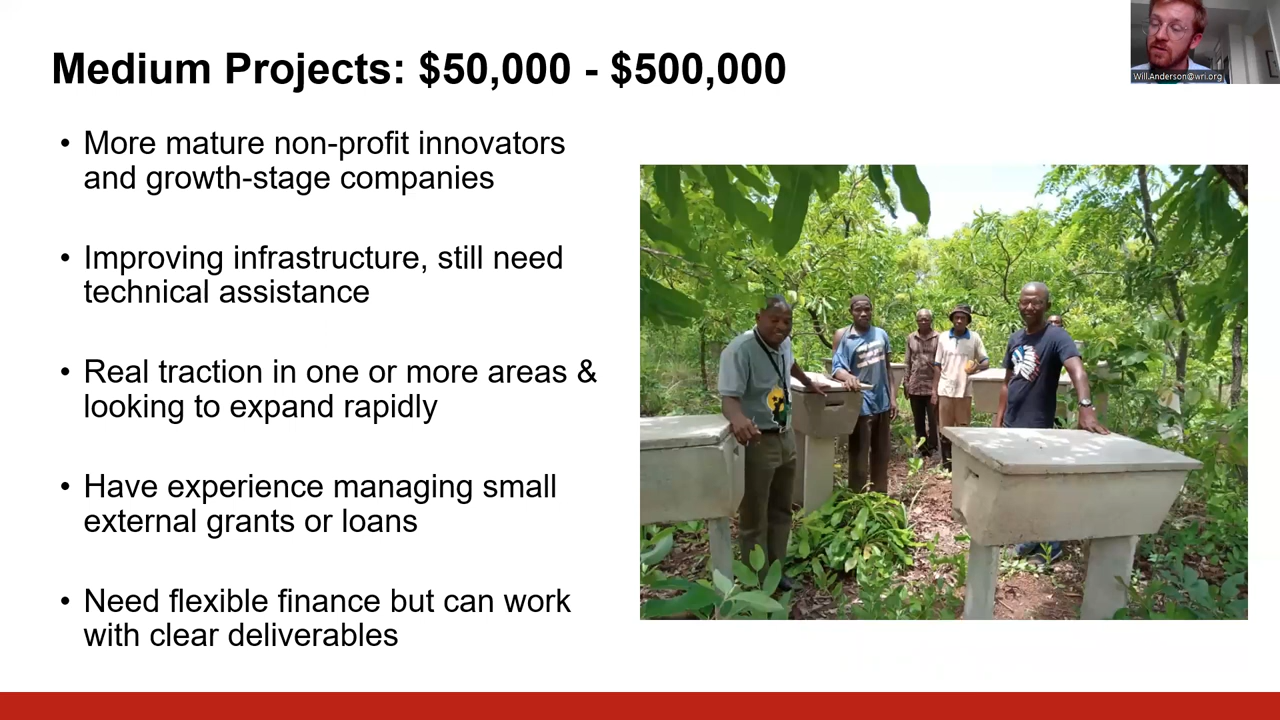 Medium Projects: $50,000 - $500,000
Will.Anderson@wri.org
• More mature non-profit innovators
and growth-stage companies
• Improving infrastructure, still need
technical assistance
• Real traction in one or more areas &
looking to expand rapidly
• Have experience managing small
external grants or loans
• Need flexible finance but can work
with clear deliverables